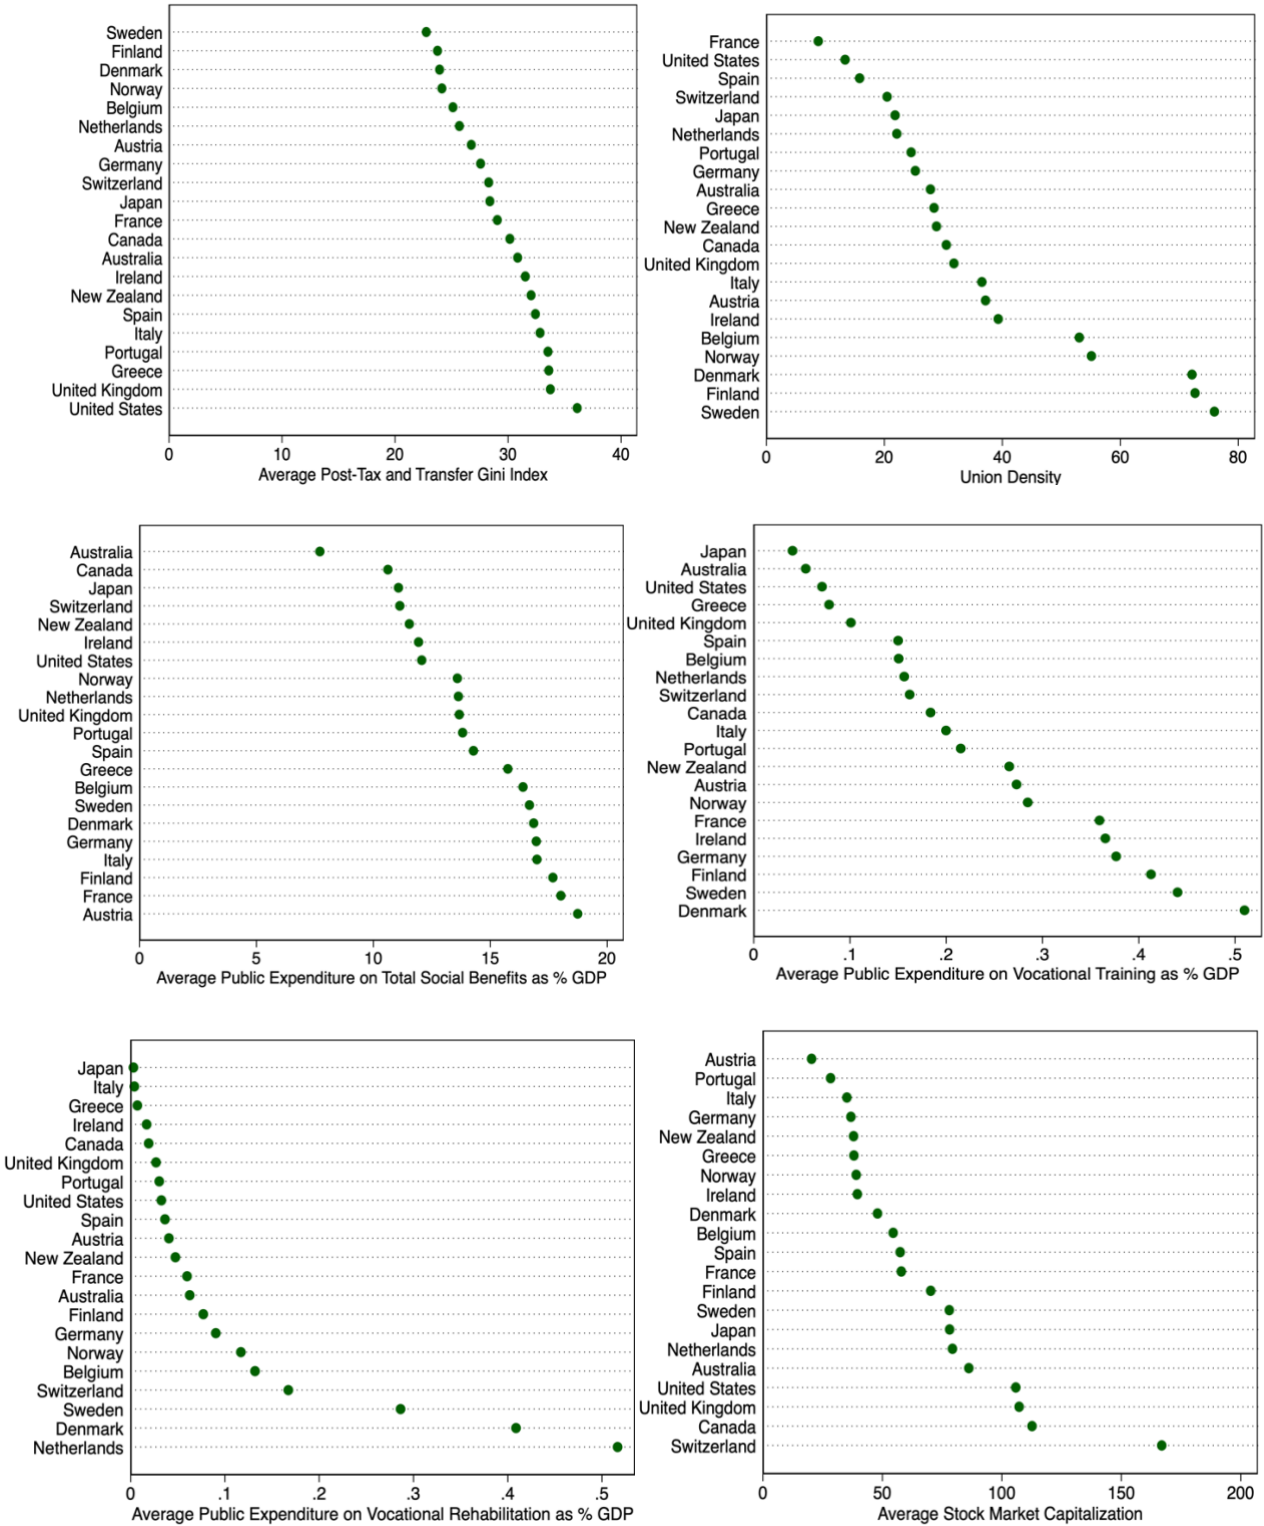 Sweden
Finland
Denmark
Norway
Belgium
Netherlands
Austria
Germany
Switzerland
Japan
France
Canada
Australia
Ireland
New Zealand
Spain
Italy
Portugal
Greece
United Kingdom
United States
0 10 20 30 40
Average Post-Tax and Transfer Gini Index
France
United States
Spain
Switzerland
Japan
Netherlands
Portugal
Germany
Australia
Greece
New Zealand
Canada
United Kingdom
Italy
Austria
Ireland
Belgium
Norway
Denmark
Finland
Sweden
0 20 40 60 80
Union Density
Australia
Canada
Japan
Switzerland
New Zealand
Ireland
United States
Norway
Netherlands
United Kingdom
Portugal
Spain
Greece
Belgium
Sweden
Denmark
Germany
Italy
Finland
France
Austria
0 5 10 15 20
Average Public Expenditure on Total Social Benefits as % GDP
Japan
Australia
United States
Greece
United Kingdom
Spain
Belgium
Netherlands
Switzerland
Canada
Italy
Portugal
New Zealand
Austria
Norway
France
Ireland
Germany
Finland
Sweden
Denmark
0 .1 .2 .3 .4 .5
Average Public Expenditure on Vocational Training as % GDP
Japan
Italy
Greece
Ireland
Canada
United Kingdom
Portugal
United States
Spain
Austria
New Zealand
France
Australia
Finland
Germany
Norway
Belgium
Switzerland
Sweden
Denmark
Netherlands
0 .1 .2 .3 .4 .5
Average Public Expenditure on Vocational Rehabilitation as % GDP
Austria
Portugal
Italy
Germany
New Zealand
Greece
Norway
Ireland
Denmark
Belgium
Spain
France
Finland
Sweden
Japan
Netherlands
Australia
United States
United Kingdom
Canada
Switzerland
0 50 100 150 200
Average Stock Market Capitalization